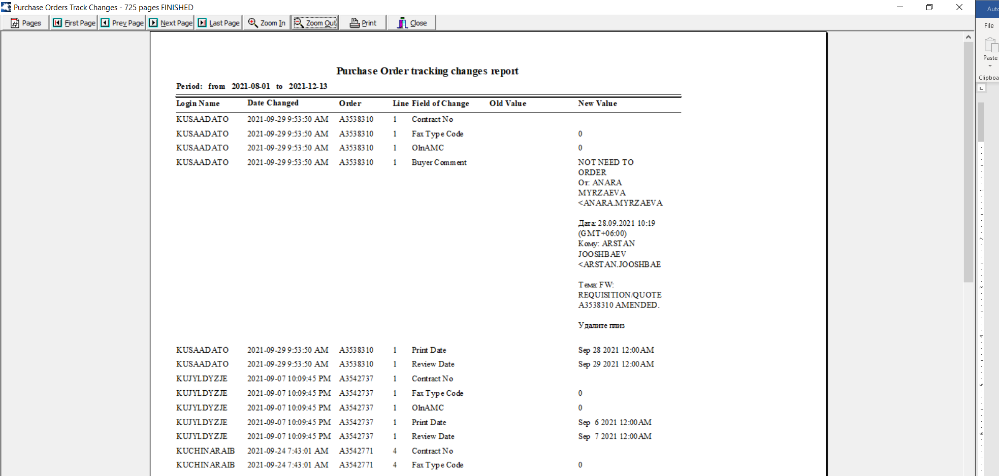 Purchase Orders Track Changes - 725 pages FINISHED
Auto
Pages First Page Prev Page Next Page Last Page Zoom In Zoom Out Print Close
File
Paste
Clipboa
Purchase Order tracking changes report
Period: from 2021-08-01 to 2021-12-13
Login Name Date Changed Order Line Field of Change Old Value New Value
KUSAADATO 2021-09-29 9:53:50 AM A3538310 1 Contract No
KUSAADATO 2021-09-29 9:53:50 AM A3538310 1 Fax Type Code 0
KUSAADATO 2021-09-29 9:53:50 AM A3538310 1 OlnAMC 0
KUSAADATO 2021-09-29 9:53:50 AM A3538310 1 Buyer Comment NOT NEED TO
ORDER
От: ANARA
MYRZAEVA
<ANARA.MYRZAEVA
Дата: 28.09.2021 10:19
(GMT+06:00)
Кому: ARSTAN
JOOSHBAEV
<ARSTAN.JOOSHBAE
Тема: FW:
REQUISITION/QUOTE
A3538310 AMENDED.
Удалите плиз
KUSAADATO 2021-09-29 9:53:50 AM A3538310 1 Print Date Sep 28 2021 12:00AM
KUSAADATO 2021-09-29 9:53:50 AM A3538310 1 Review Date Sep 29 2021 12:00AM
KUJYLDYZJE 2021-09-07 10:09:45 PM A3542737 1 Contract No
KUJYLDYZJE 2021-09-07 10:09:45 PM A3542737 1 Fax Type Code 0
KUJYLDYZJE 2021-09-07 10:09:45 PM A3542737 1 OlnAMC 0
KUJYLDYZJE 2021-09-07 10:09:45 PM A3542737 1 Print Date Sep 6 2021 12:00AM
KUJYLDYZJE 2021-09-07 10:09:45 PM A3542737 1 Review Date Sep 7 2021 12:00AM
KUCHINARAIB 2021-09-24 7:43:01 AM A3542771 4 Contract No
KUCHINARAIB 2021-09-24 7:43:01 AM A3542771 4 Fax Type Code 0
1
2
3
4
5
6